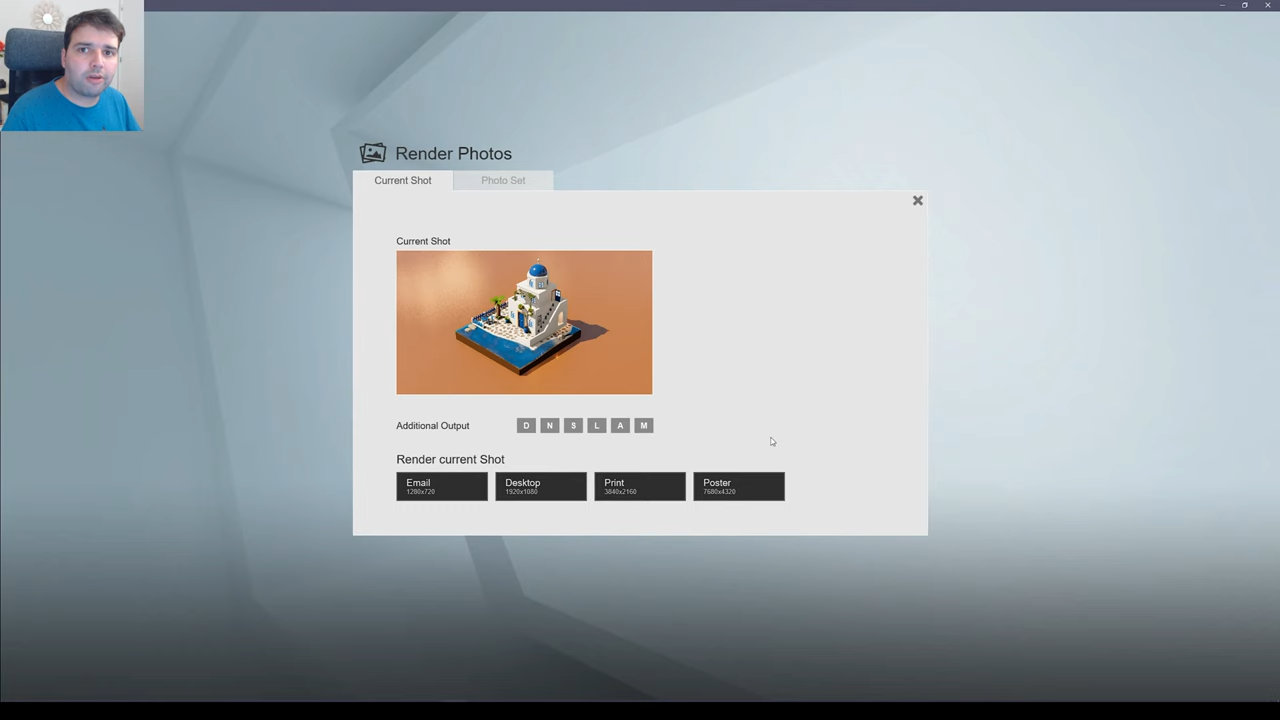 Render Photos
Current Shot
Photo Set
Current Shot
Additional Output
D N S L A M
Render current Shot
Email
1280x720
Desktop
1920x1080
Print
3840x2160
Poster
7680x4320